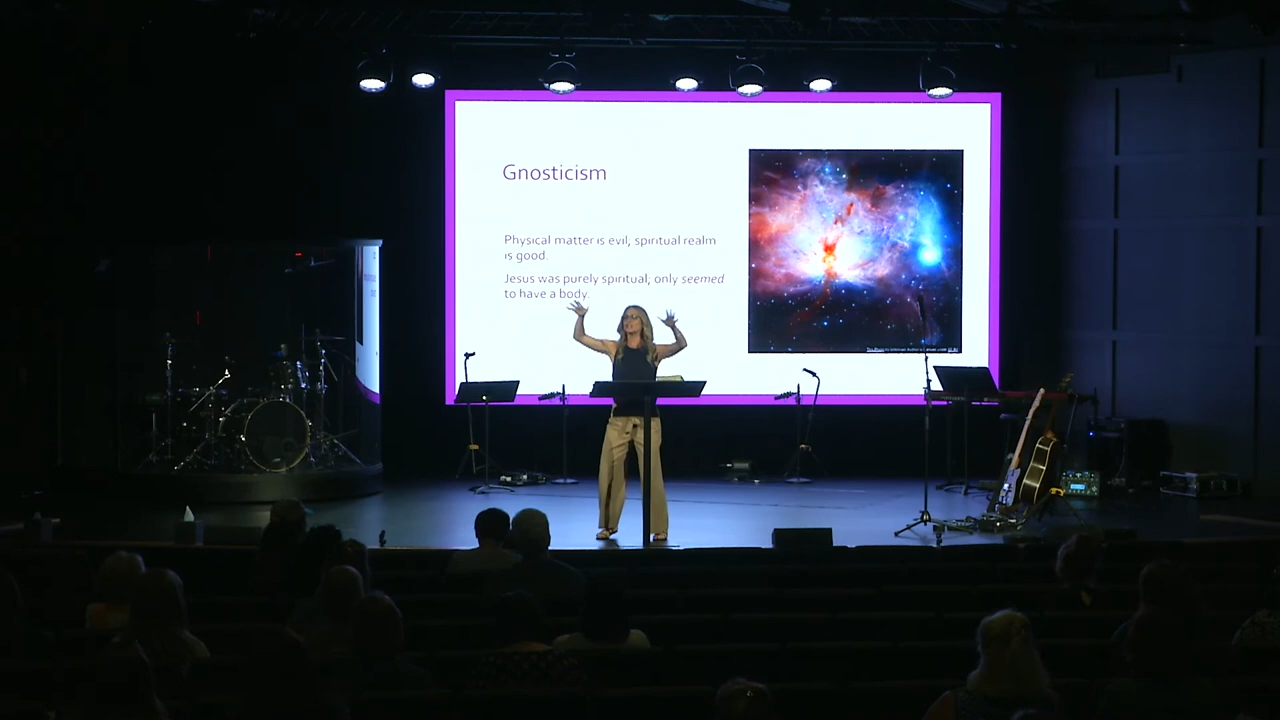 Gnosticism
Physical matter is evil, spiritual realm
is good.
Jesus was purely spiritual; only seemed
to have a body.